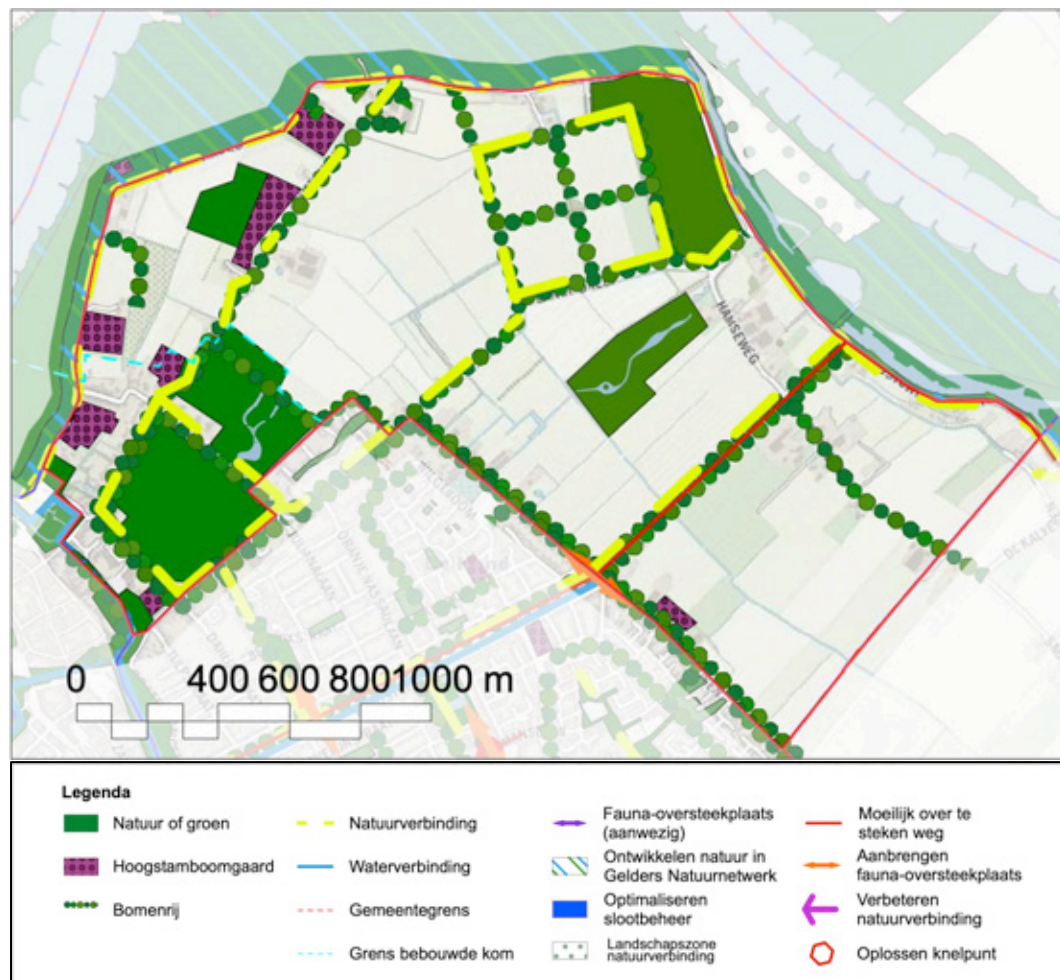 HAMSEWEG
0 400 600 8001000 m
Legenda
Natuur of groen
Hoogstamboomgaard
Bomenrij
Natuurverbinding
Waterverbinding
Gemeentegrens
Grens bebouwde kom
Fauna-oversteekplaats
(aanwezig)
Ontwikkelen natuur in
Gelders Natuurnetwerk
Optimaliseren
slootbeheer
Landschapszone
natuurverbinding
Moeilijk over te
steken weg
Aanbrengen
fauna-oversteekplaats
Verbeteren
natuurverbinding
Oplossen knelpunt